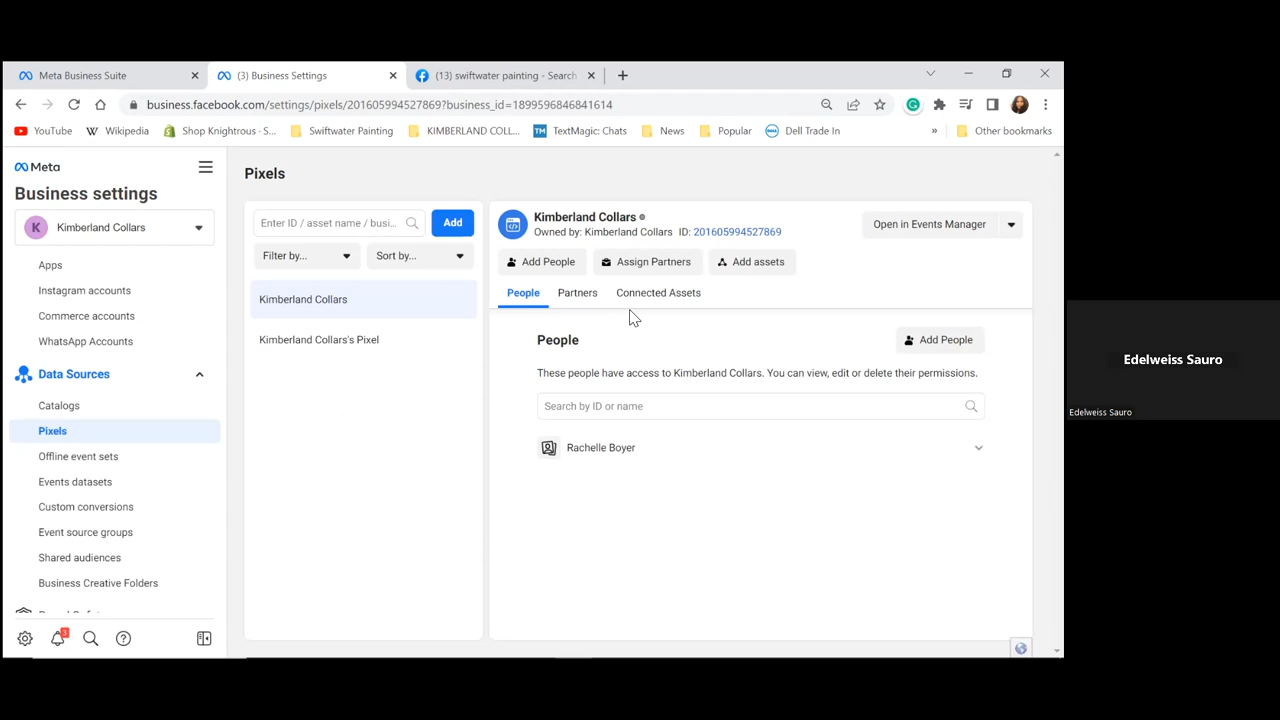 Meta Business Suite
(3) Business Settings
(13) swiftwater painting - Search
business.facebook.com/settings/pixels/201605994527869?business_id=1899596846841614
YouTube
Wikipedia
Shop Knightrous - S...
Swiftwater Painting
KIMBERLAND COLL...
TM
TextMagic: Chats
News
Popular
Dell Trade In
»
Other bookmarks
Meta
Business settings
K
Kimberland Collars
Apps
Instagram accounts
Commerce accounts
WhatsApp Accounts
Data Sources
Catalogs
Pixels
Offline event sets
Events datasets
Custom conversions
Event source groups
Shared audiences
Business Creative Folders
3
Pixels
Enter ID / asset name / busi...
Add
Filter by...
Sort by...
Kimberland Collars
Kimberland Collars's Pixel
Kimberland Collars
Owned by: Kimberland Collars ID: 201605994527869
Open in Events Manager
Add People
Assign Partners
Add assets
People
Partners
Connected Assets
People
Add People
These people have access to Kimberland Collars. You can view, edit or delete their permissions.
Search by ID or name
Rachelle Boyer
Edelweiss Sauro
Edelweiss Sauro